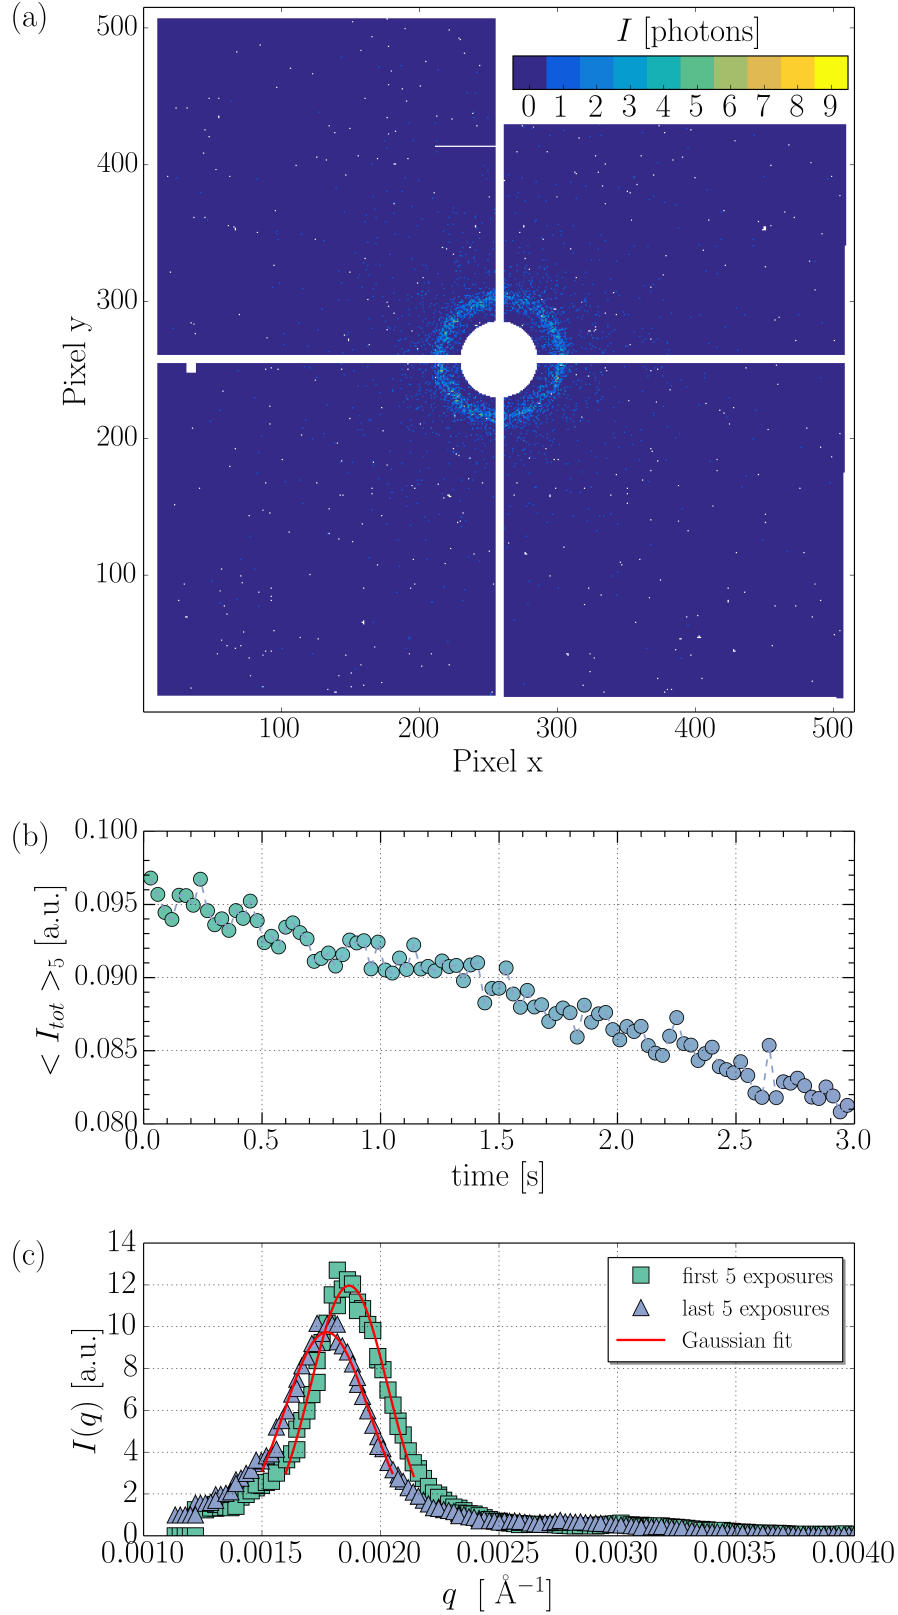 (a)
I [photons]
0 1 2 3 4 5 6 7 8 9
500
400
300
200
100
Pixel y
100 200 300 400 500
Pixel x
(b)
0.100
0.095
0.090
0.085
0.080
< I_tot >_5 [a.u.]
0.0 0.5 1.0 1.5 2.0 2.5 3.0
time [s]
(c)
14
12
10
8
6
4
2
0
I(q) [a.u.]
first 5 exposures
last 5 exposures
Gaussian fit
0.0010 0.0015 0.0020 0.0025 0.0030 0.0035 0.0040
q [ Å⁻¹]